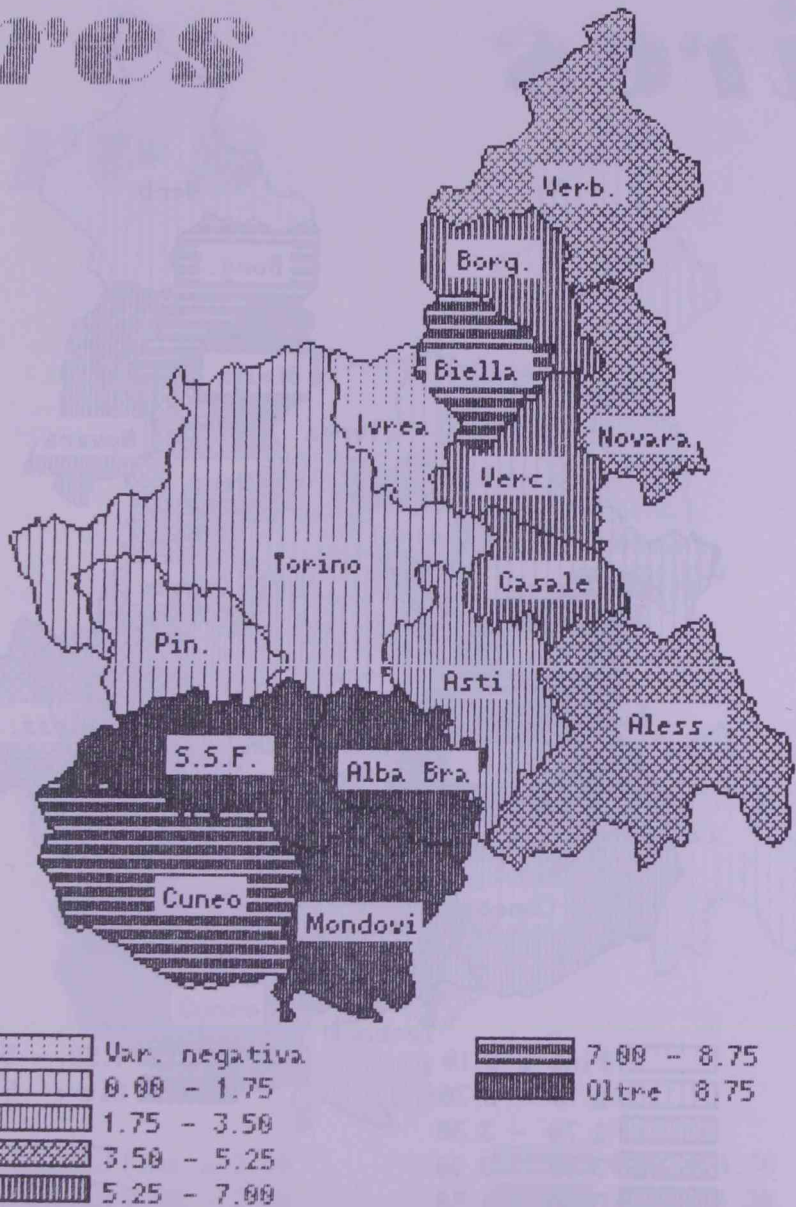 res
Verb.
Borg.
Biella
Ivrea
Novara
Verc.
Torino
Casale
Pin.
Asti
Aless.
S.S.F.
Alba Bra
Cuneo
Mondovi
Var. negativa
0.00 - 1.75
1.75 - 3.50
3.50 - 5.25
5.25 - 7.00
7.00 - 8.75
Oltre 8.75